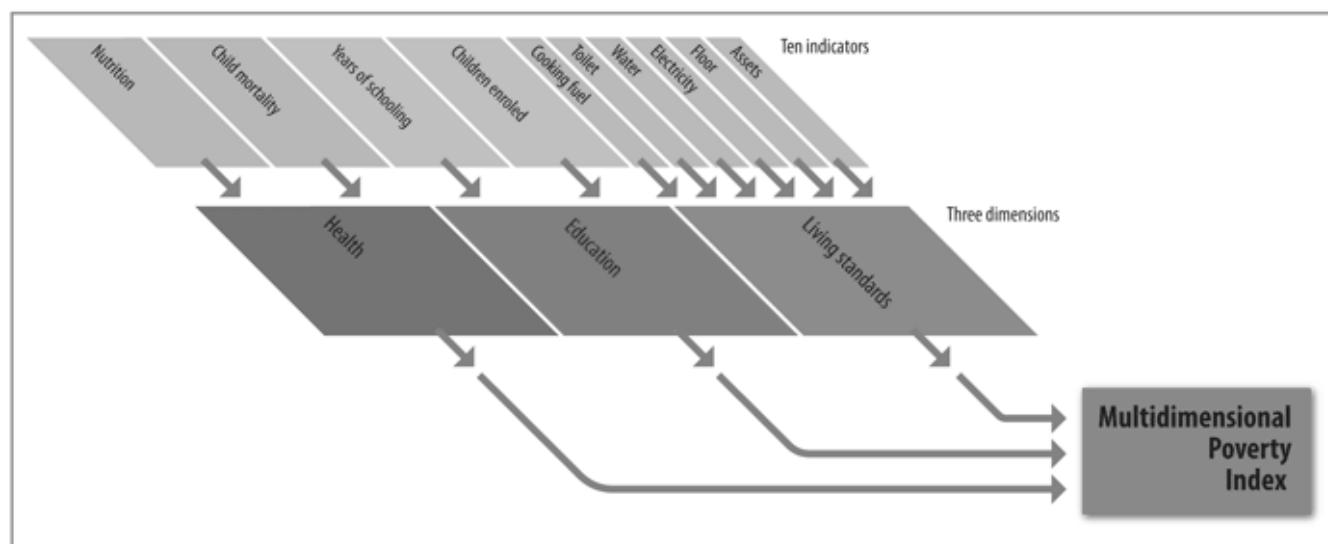 Nutrition
Child mortality
Years of schooling
Children enroled
Cooking fuel
Toilet
Water
Electricity
Floor
Assets
Ten indicators
Health
Education
Living standards
Three dimensions
Multidimensional
Poverty
Index